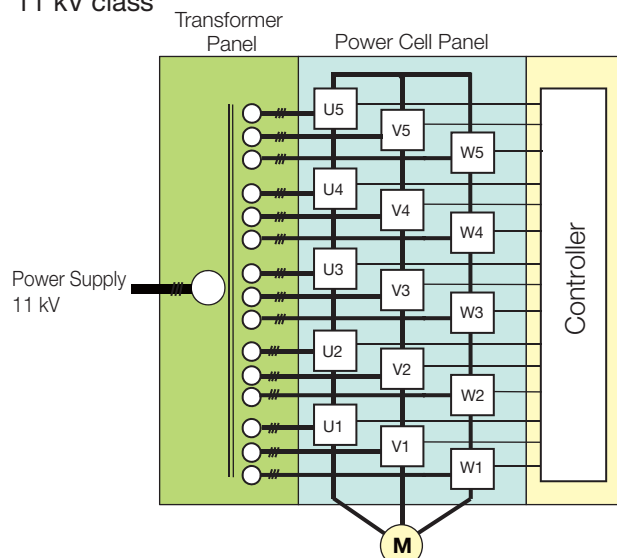 11 kV class
Transformer
Panel
Power Cell Panel
U5
V5
W5
U4
V4
W4
Power Supply
11 kV
U3
V3
W3
U2
V2
W2
U1
V1
W1
Controller
M